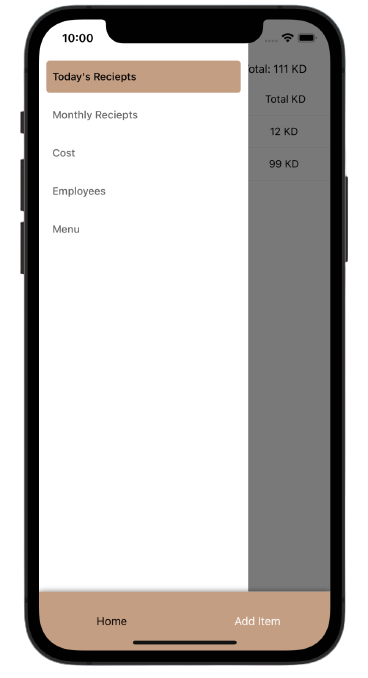 10:00
Total: 111 KD
Today's Reciepts
Total KD
Monthly Reciepts
12 KD
Cost
99 KD
Employees
Menu
Home
Add Item